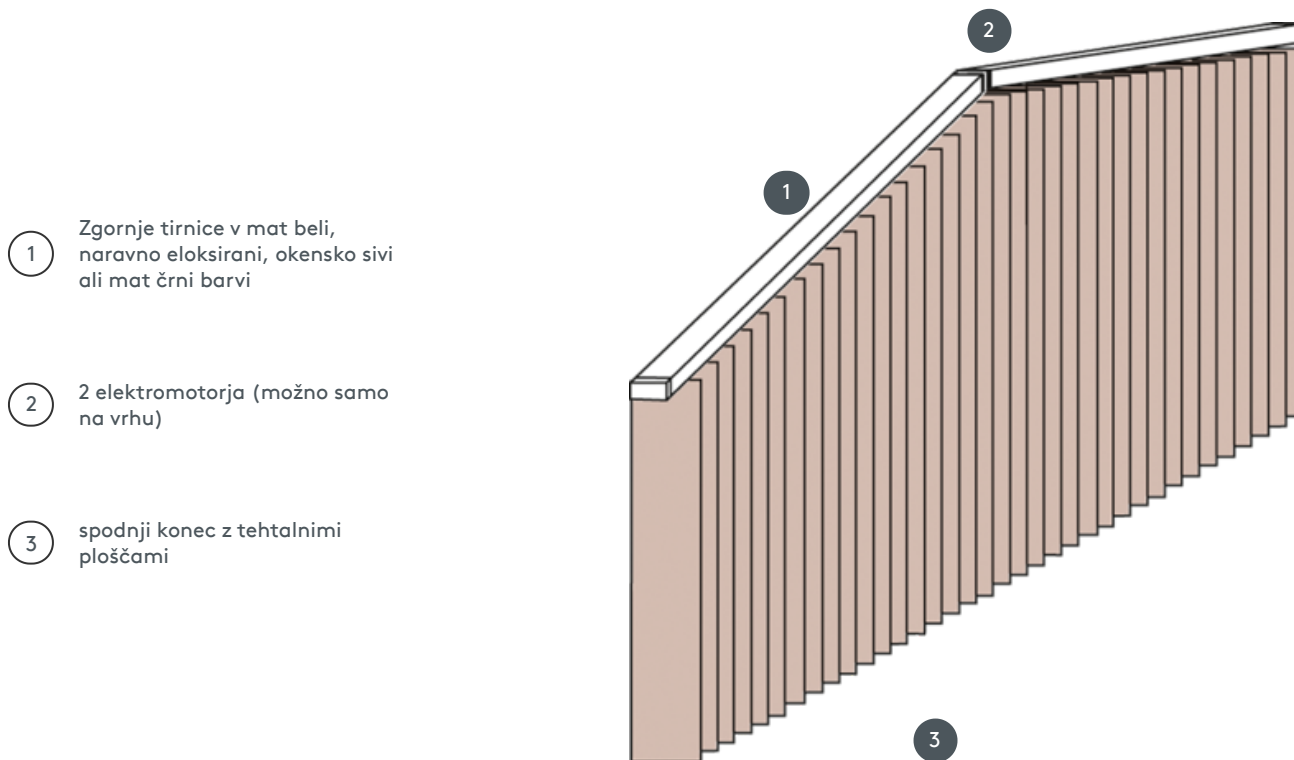 1
Zgornje tirnice v mat beli,
naravno eloksirani, okensko sivi
ali mat črni barvi
2
2 elektromotorja (možno samo
na vrhu)
3
spodnji konec z tehtalnimi
ploščami
2
1
3